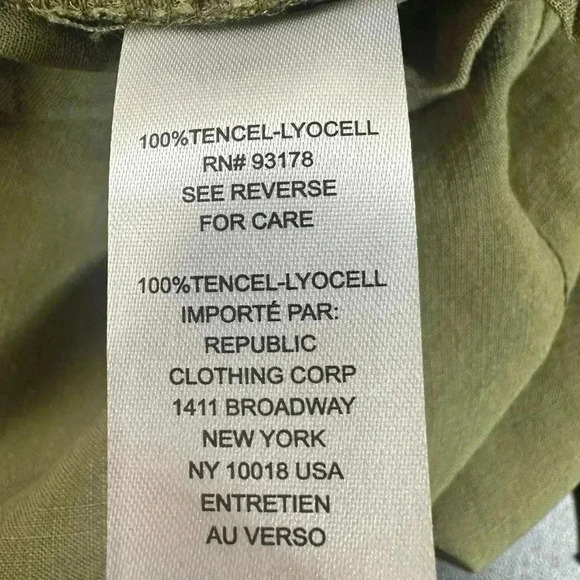 100%TENCEL-LYOCELL
RN# 93178
SEE REVERSE
FOR CARE
100%TENCEL-LYOCELL
IMPORTÉ PAR:
REPUBLIC
CLOTHING CORP
1411 BROADWAY
NEW YORK
NY 10018 USA
ENTRETIEN
AU VERSO